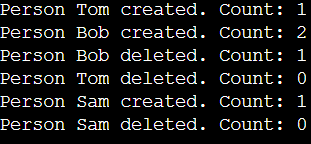 Person Tom created. Count: 1
Person Bob created. Count: 2
Person Bob deleted. Count: 1
Person Tom deleted. Count: 0
Person Sam created. Count: 1
Person Sam deleted. Count: 0